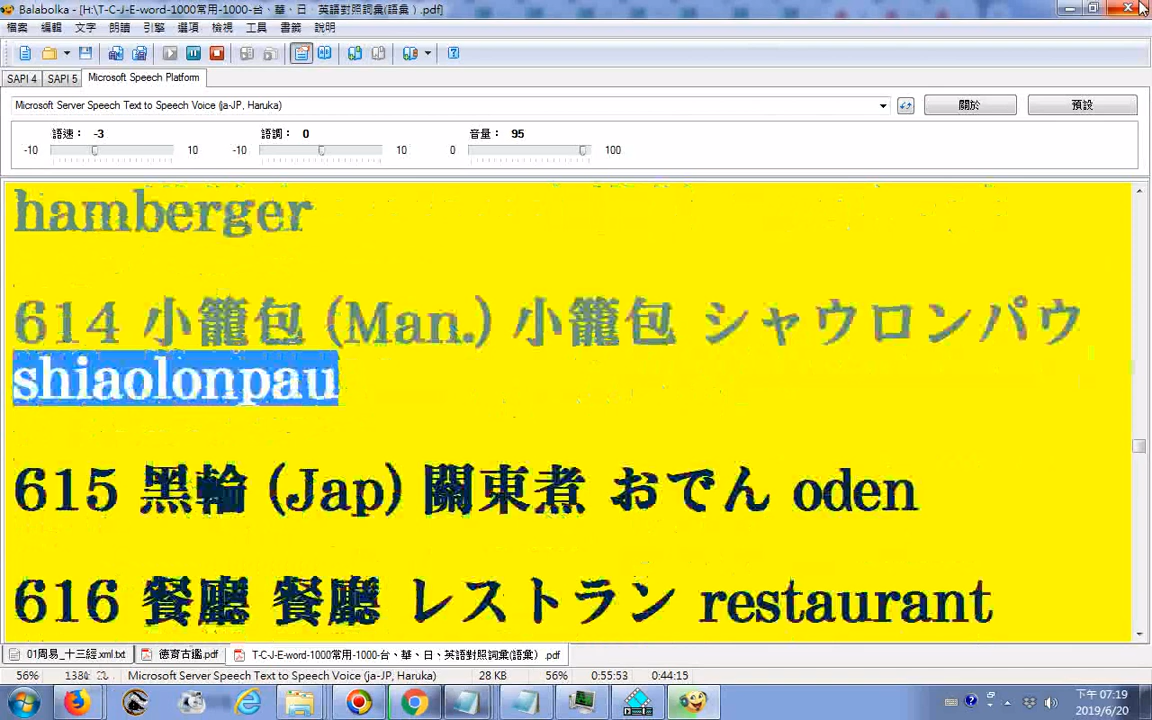 Balabolka - [H:\T-C-J-E-word-1000常用-1000-台、華、日、英語對照詞彙(語彙 ).pdf]
檔案 編輯 文字 朗讀 引擎 選項 檢視 工具 書籤 說明
SAPI 4 SAPI 5 Microsoft Speech Platform
Microsoft Server Speech Text to Speech Voice (ja-JP, Haruka) 關於 預設
語速： -3 語調： 0 音量： 95
-10 10 -10 10 0 100
hamberger
614 小籠包 (Man.) 小籠包 シャウロンパウ
shiaolonpau
615 黑輪 (Jap) 關東煮 おでん oden
616 餐廳 餐廳 レストラン restaurant
01周易_十三經.xml.txt 德育古鑑.pdf T-C-J-E-word-1000常用-1000-台、華、日、英語對照詞彙(語彙 ).pdf
56% Microsoft Server Speech Text to Speech Voice (ja-JP, Haruka) 28 KB 56% 0:55:53 0:44:15
下午 07:19
2019/6/20